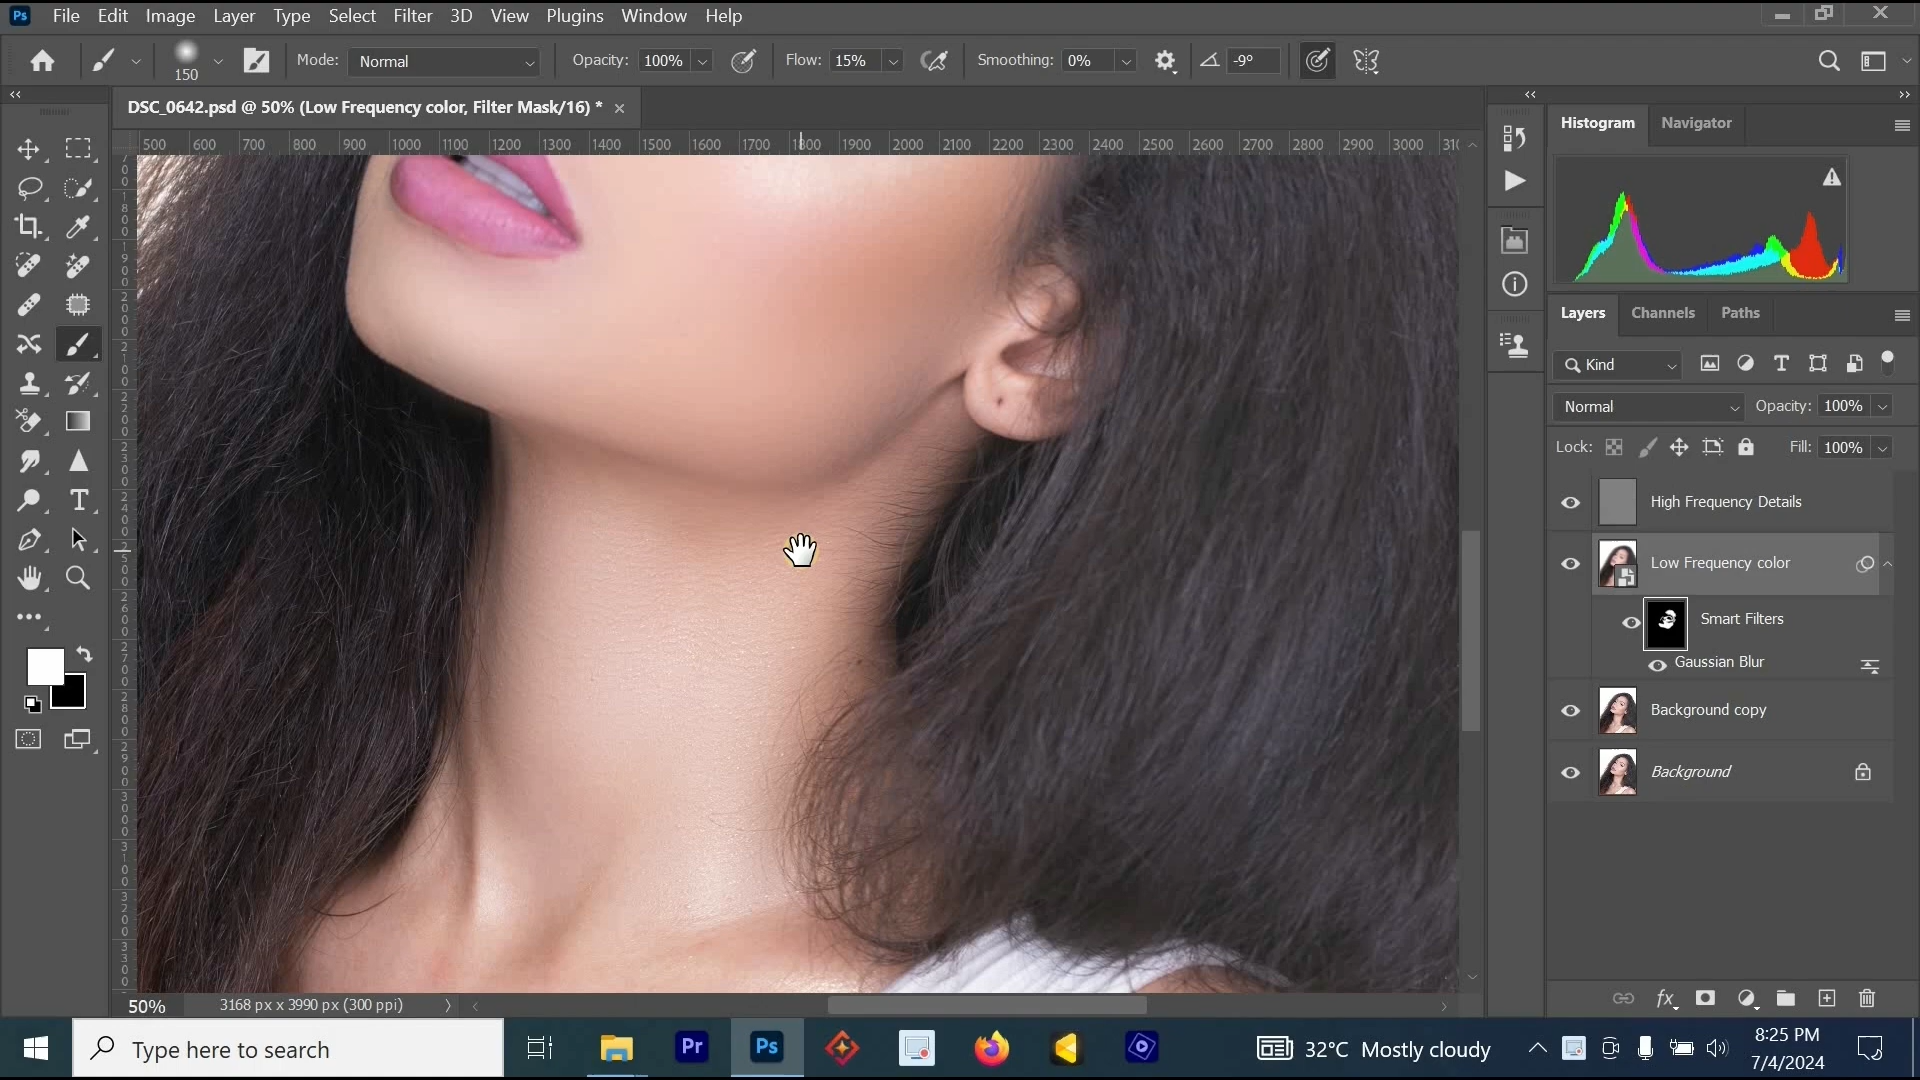 Ps File Edit Image Layer Type Select Filter 3D View Plugins Window Help
150 Mode: Normal Opacity: 100% Flow: 15% Smoothing: 0% -9°
DSC_0642.psd @ 50% (Low Frequency color, Filter Mask/16) * ×
500 600 700 800 900 1000 1100 1200 1300 1400 1500 1600 1700 1800 1900 2000 2100 2200 2300 2400 2500 2600 2700 2800 2900 3000
Histogram Navigator
Layers Channels Paths
Kind
Normal Opacity: 100%
Lock: Fill: 100%
High Frequency Details
Low Frequency color
Smart Filters
Gaussian Blur
Background copy
Background
fx
50% 3168 px x 3990 px (300 ppi)
Type here to search Pr Ps 32°C Mostly cloudy 8:25 PM
7/4/2024